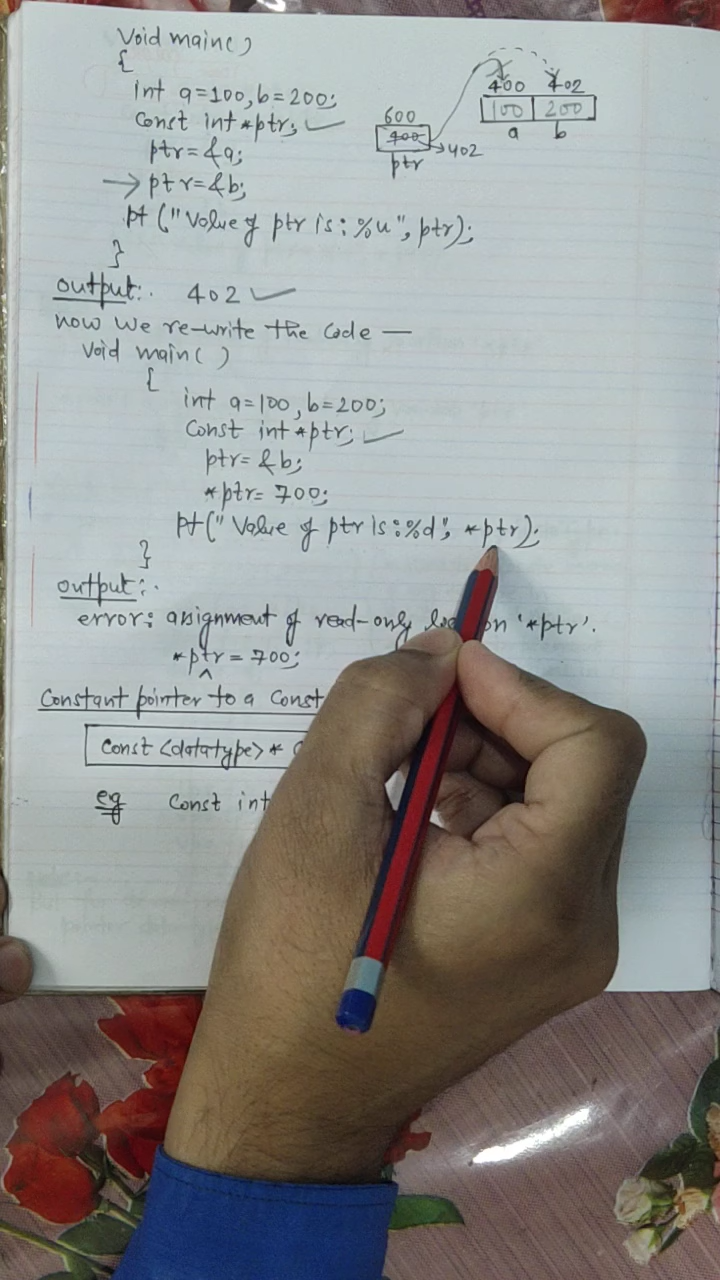 Void main()
{
int a=100, b=200;
Const int *ptr;
ptr=&a;
→ ptr=&b;
pt ("Value of ptr is: %u", ptr);
}
400 402
100 200
a b
600
400
→402
ptr
output:. 402
now we re-write the code —
Void main( )
{
int a=100, b=200;
Const int *ptr;
ptr= &b;
*ptr= 700;
pt (" Value of ptr is:%d", *ptr);
}
output:.
error: assignment of read-only '*ptr'.
*ptr = 700;
^
Constant pointer to a Const
Const <datatype> *
eg Const int